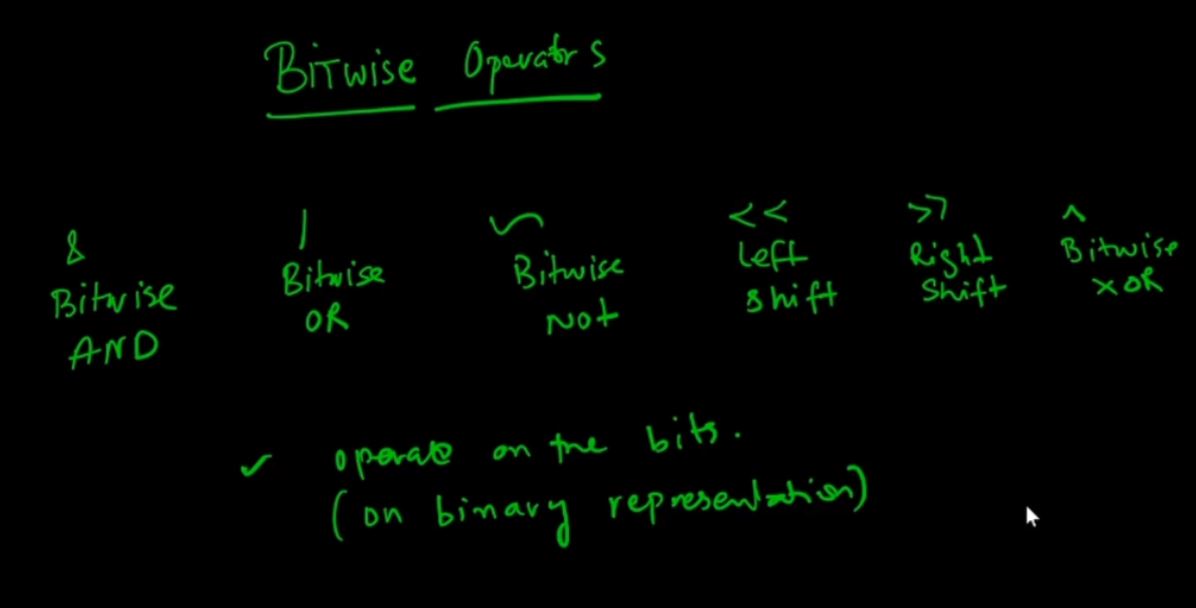 Bitwise Operators
& | ~ << >> ^
Bitwise AND
Bitwise OR
Bitwise Not
Left shift
Right Shift
Bitwise XOR
✓ operate on the bits.
(on binary representation)